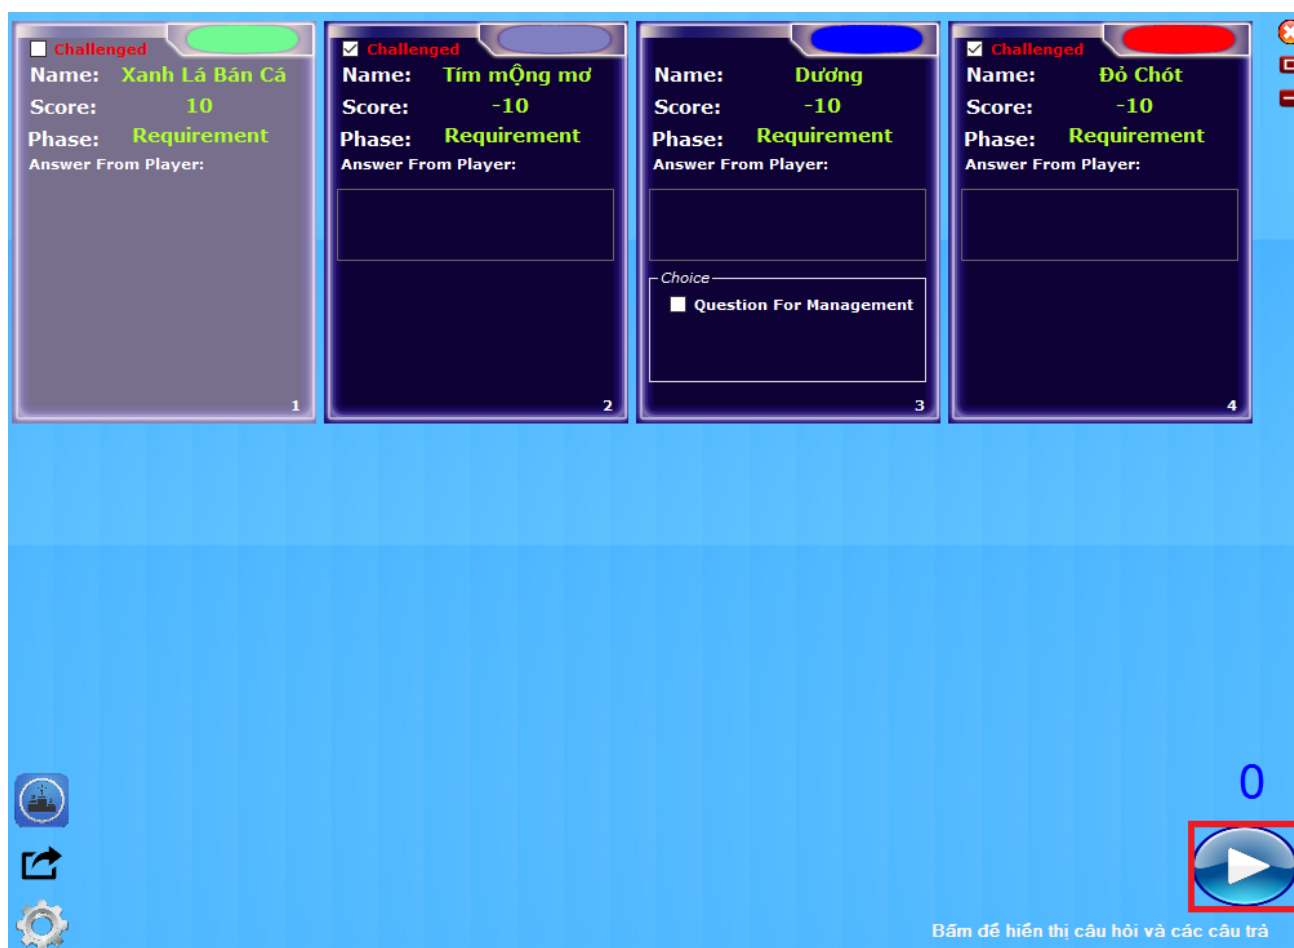 Challenged
Name: Xanh Lá Bán Cá
Score: 10
Phase: Requirement
Answer From Player:
1
Challenged
Name: Tím mỘng mơ
Score: -10
Phase: Requirement
Answer From Player:
2
Name: Dương
Score: -10
Phase: Requirement
Answer From Player:
Choice
Question For Management
3
Challenged
Name: Đỏ Chót
Score: -10
Phase: Requirement
Answer From Player:
4
0
Bấm để hiển thị câu hỏi và các câu trả